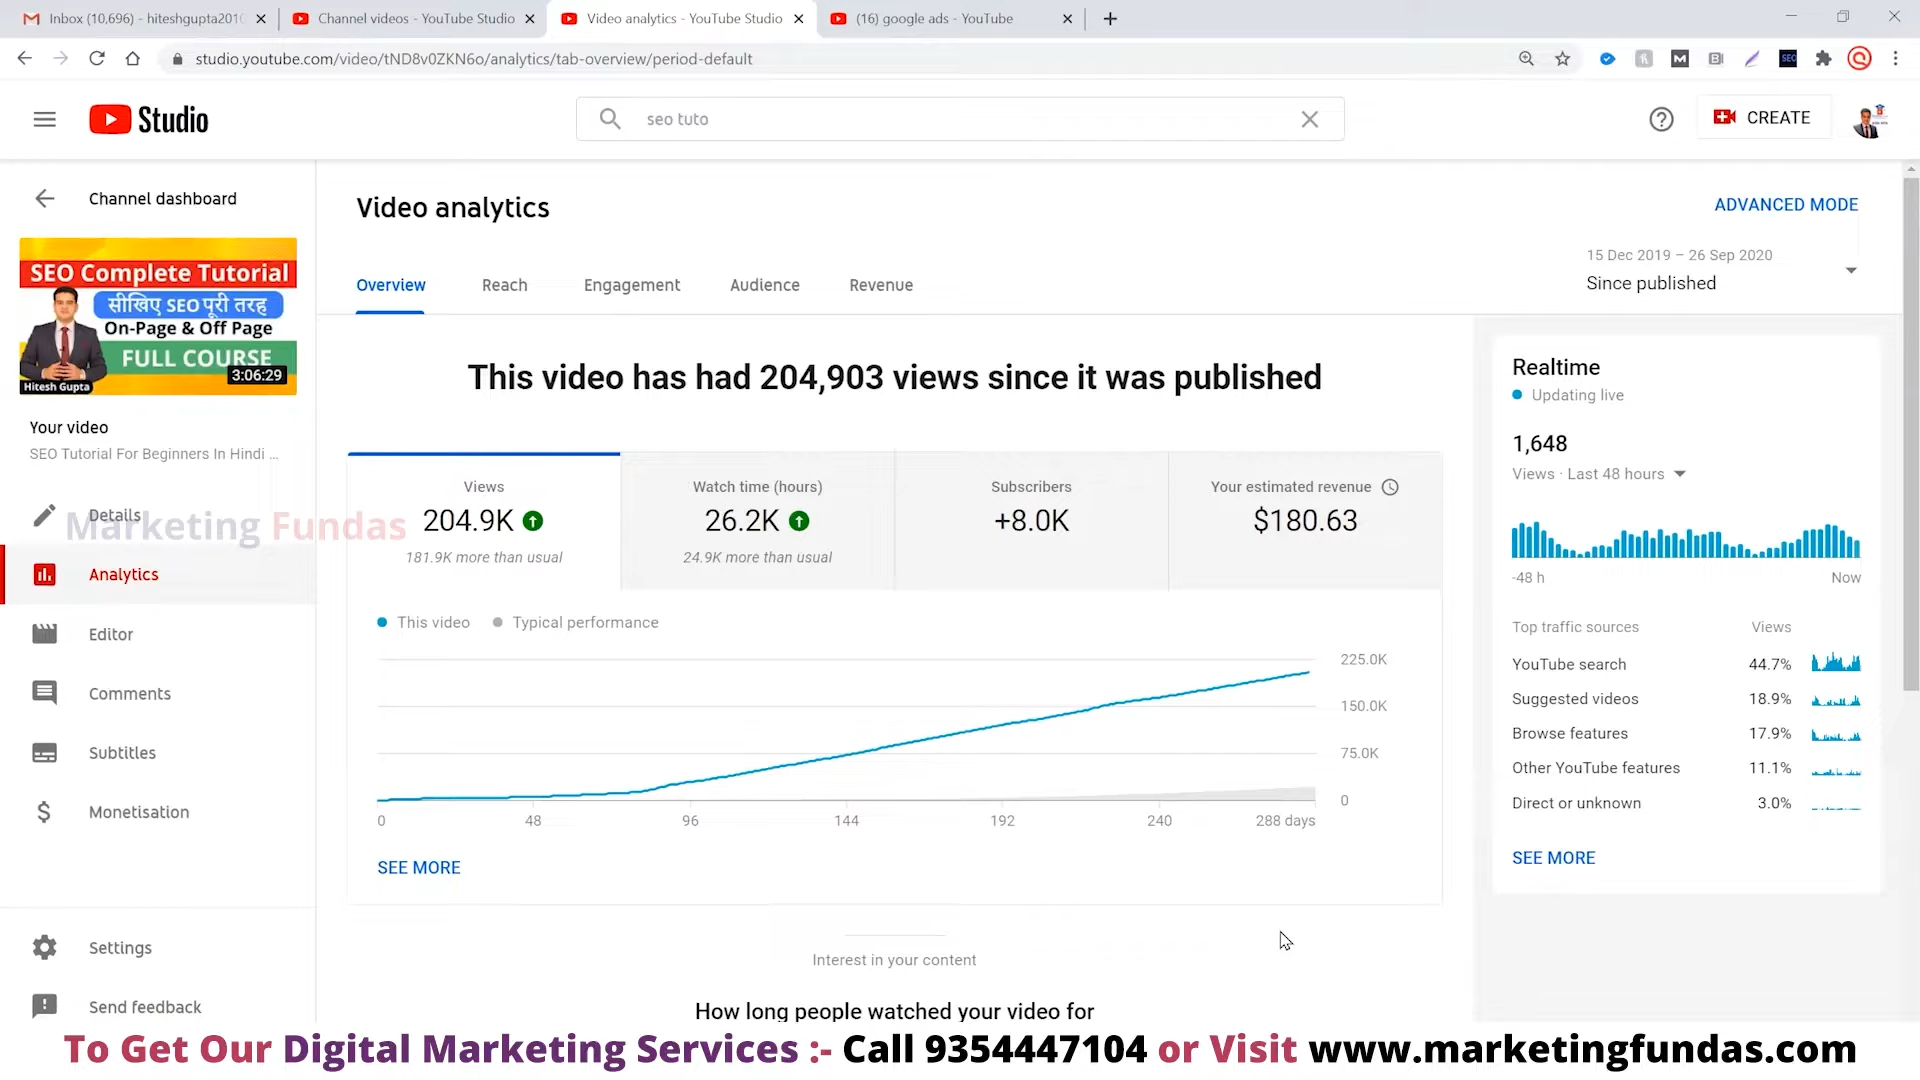 Inbox (10,696) - hiteshgupta2010
Channel videos - YouTube Studio
Video analytics - YouTube Studio
(16) google ads - YouTube
studio.youtube.com/video/tND8v0ZKN6o/analytics/tab-overview/period-default
Studio
seo tuto
CREATE
Channel dashboard
Video analytics
ADVANCED MODE
SEO Complete Tutorial
सीखिए SEO पूरी तरह
On-Page & Off Page
FULL COURSE
Hitesh Gupta
3:06:29
Overview
Reach
Engagement
Audience
Revenue
15 Dec 2019 – 26 Sep 2020
Since published
This video has had 204,903 views since it was published
Your video
SEO Tutorial For Beginners In Hindi ...
Details
Marketing Fundas
Analytics
Editor
Comments
Subtitles
Monetisation
Settings
Send feedback
Views
204.9K
181.9K more than usual
Watch time (hours)
26.2K
24.9K more than usual
Subscribers
+8.0K
Your estimated revenue
$180.63
This video
Typical performance
225.0K
150.0K
75.0K
0
0 48 96 144 192 240 288 days
SEE MORE
Interest in your content
How long people watched your video for
Realtime
Updating live
1,648
Views · Last 48 hours
-48 h Now
Top traffic sources Views
YouTube search 44.7%
Suggested videos 18.9%
Browse features 17.9%
Other YouTube features 11.1%
Direct or unknown 3.0%
SEE MORE
To Get Our Digital Marketing Services :- Call 9354447104 or Visit www.marketingfundas.com